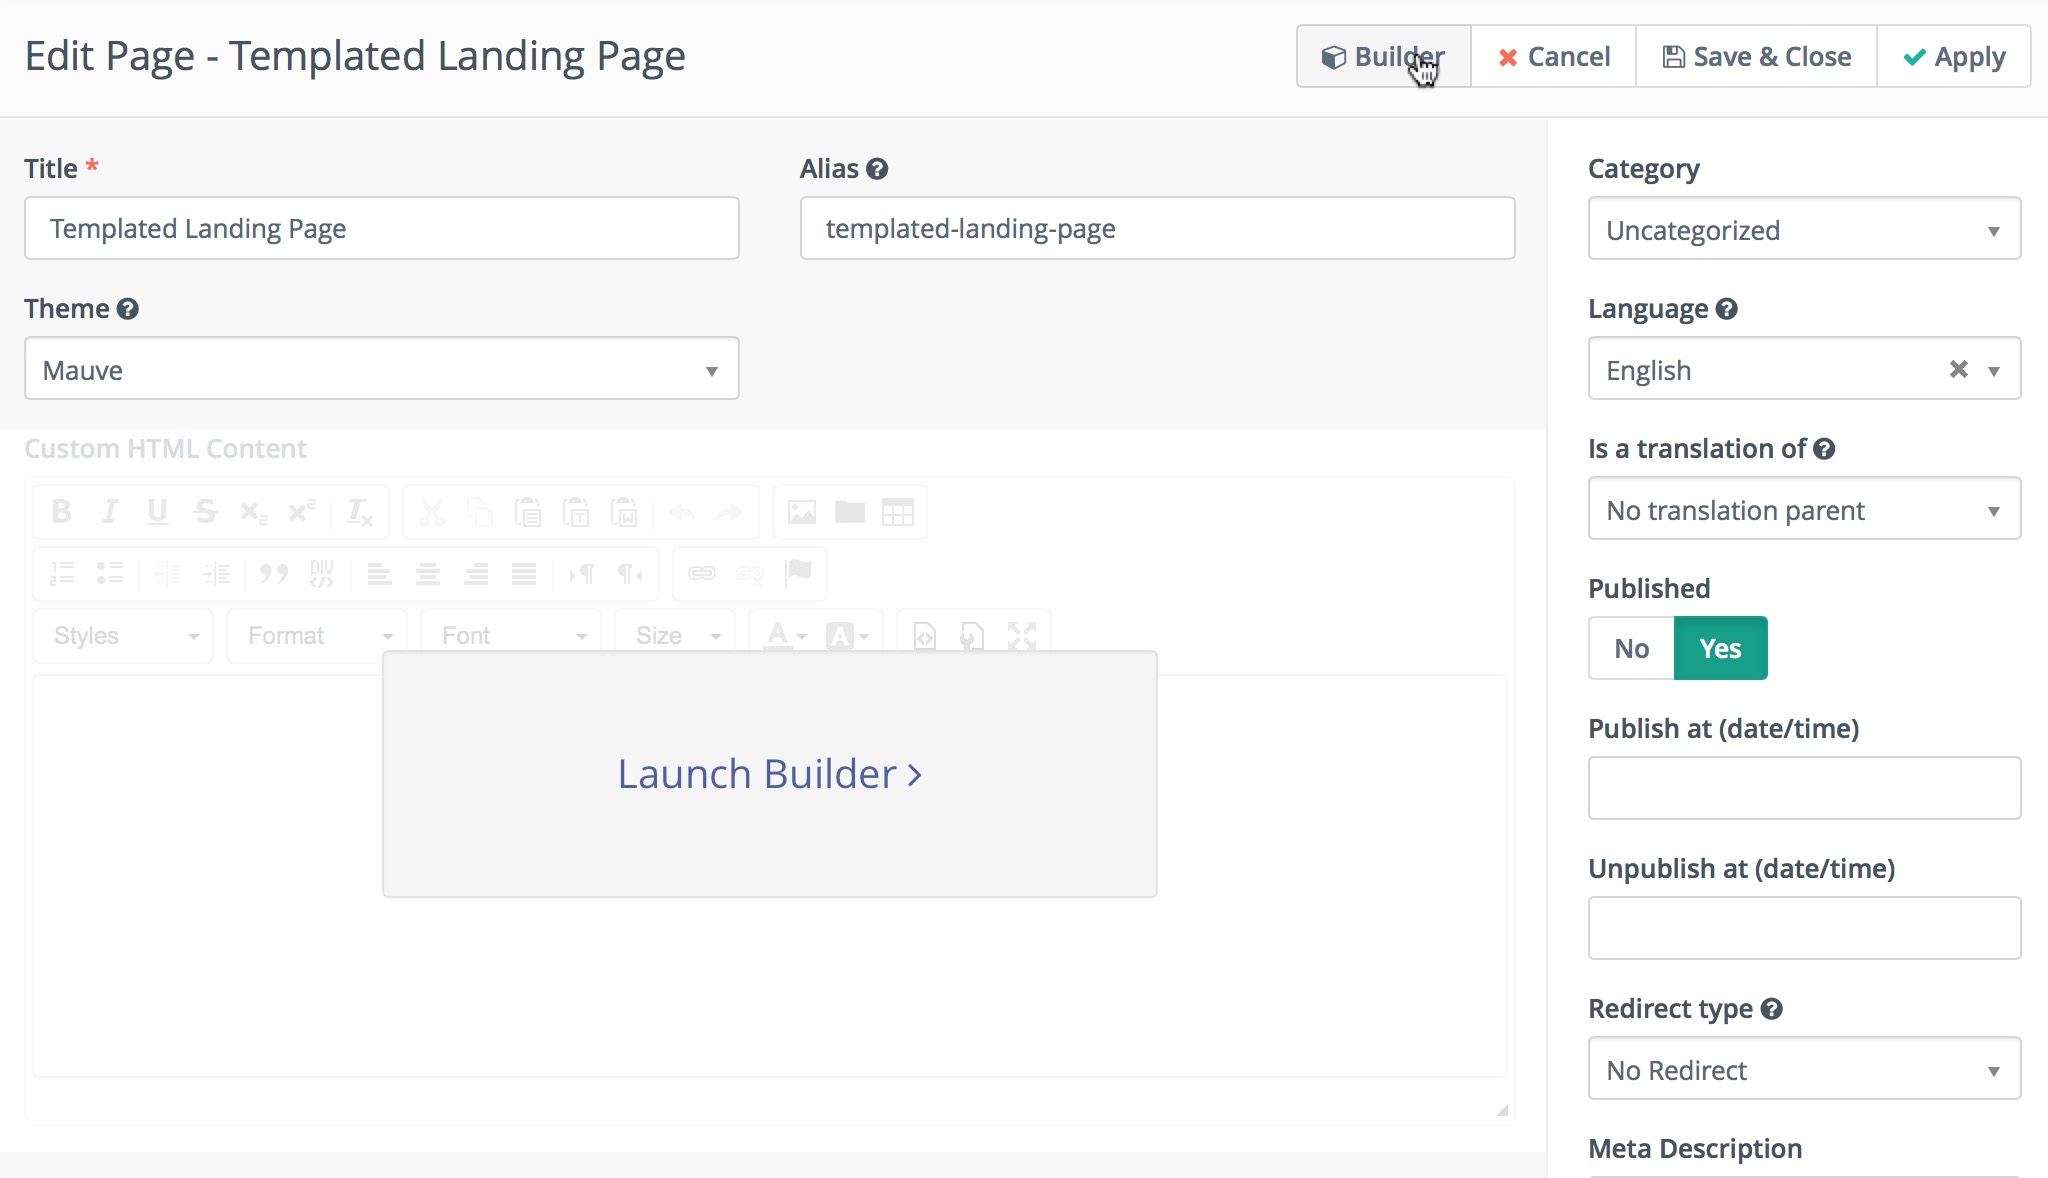 Edit Page - Templated Landing Page
Builder
Cancel
Save & Close
Apply
Title *
Alias
Templated Landing Page
templated-landing-page
Theme
Mauve
Custom HTML Content
Styles
Format
Font
Size
Launch Builder >
Category
Uncategorized
Language
English
Is a translation of
No translation parent
Published
No
Yes
Publish at (date/time)
Unpublish at (date/time)
Redirect type
No Redirect
Meta Description